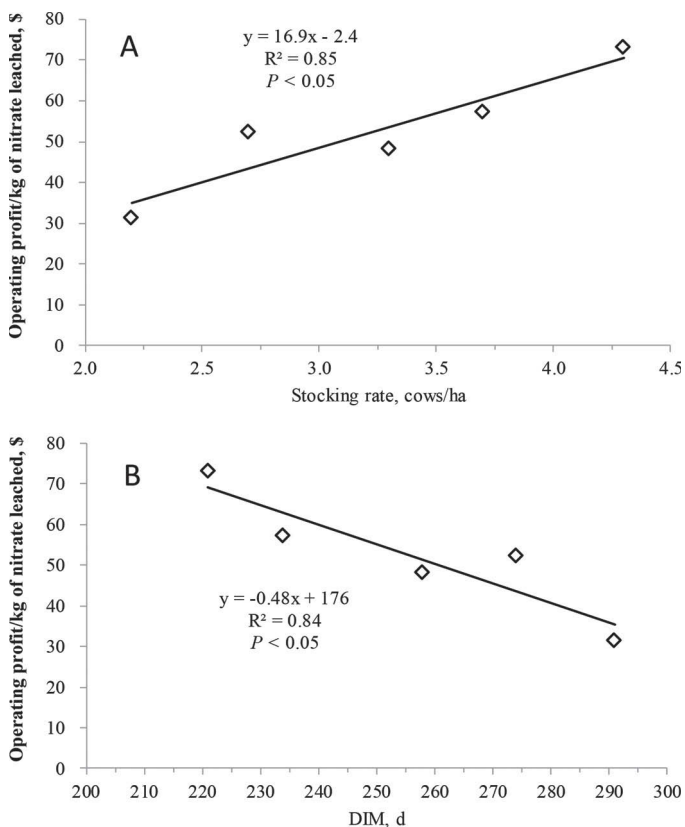 A
y = 16.9x - 2.4
R² = 0.85
P < 0.05
Operating profit/kg of nitrate leached, $
80
70
60
50
40
30
20
10
0
2.0 2.5 3.0 3.5 4.0 4.5
Stocking rate, cows/ha
B
y = -0.48x + 176
R² = 0.84
P < 0.05
Operating profit/kg of nitrate leached, $
80
70
60
50
40
30
20
10
0
200 210 220 230 240 250 260 270 280 290 300
DIM, d